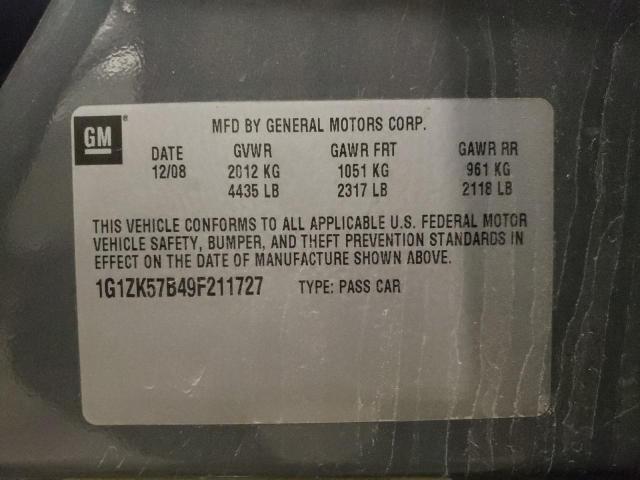 GM®
MFD BY GENERAL MOTORS CORP.
DATE GVWR GAWR FRT GAWR RR
12/08 2012 KG 1051 KG 961 KG
4435 LB 2317 LB 2118 LB
THIS VEHICLE CONFORMS TO ALL APPLICABLE U.S. FEDERAL MOTOR
VEHICLE SAFETY, BUMPER, AND THEFT PREVENTION STANDARDS IN
EFFECT ON THE DATE OF MANUFACTURE SHOWN ABOVE.
1G1ZK57B49F211727 TYPE: PASS CAR